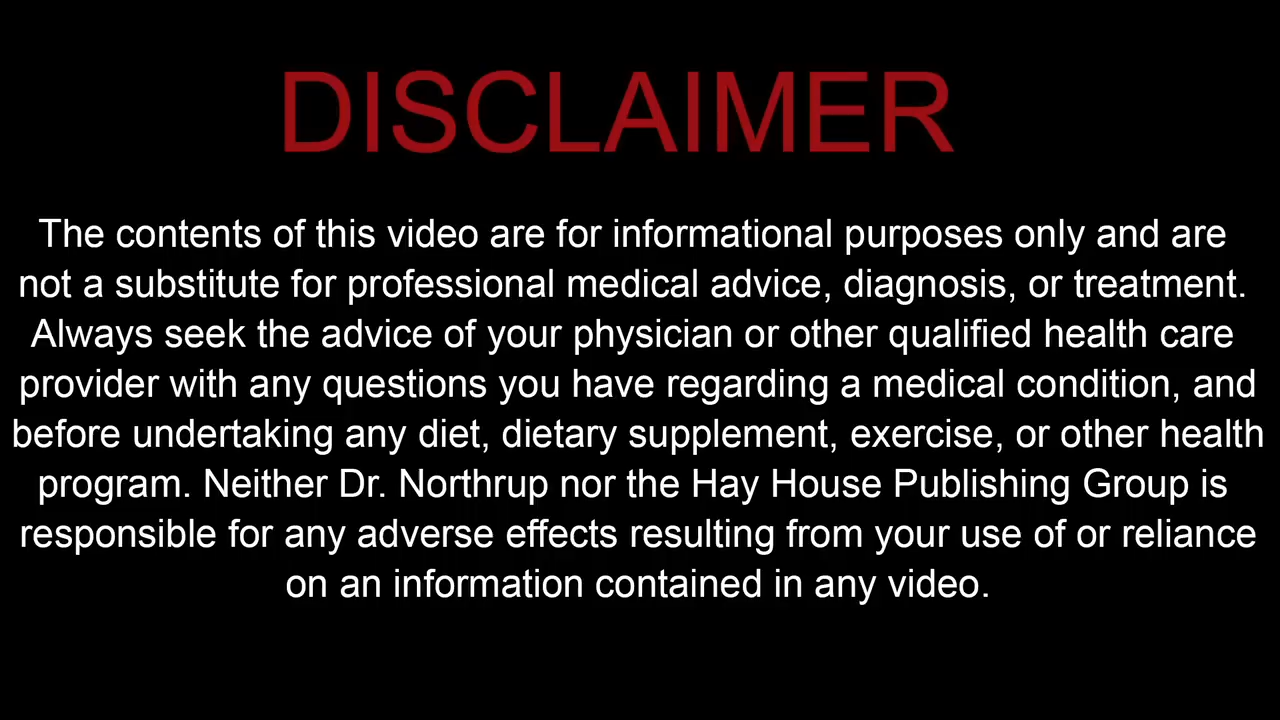 DISCLAIMER
The contents of this video are for informational purposes only and are
not a substitute for professional medical advice, diagnosis, or treatment.
Always seek the advice of your physician or other qualified health care
provider with any questions you have regarding a medical condition, and
before undertaking any diet, dietary supplement, exercise, or other health
program. Neither Dr. Northrup nor the Hay House Publishing Group is
responsible for any adverse effects resulting from your use of or reliance
on an information contained in any video.